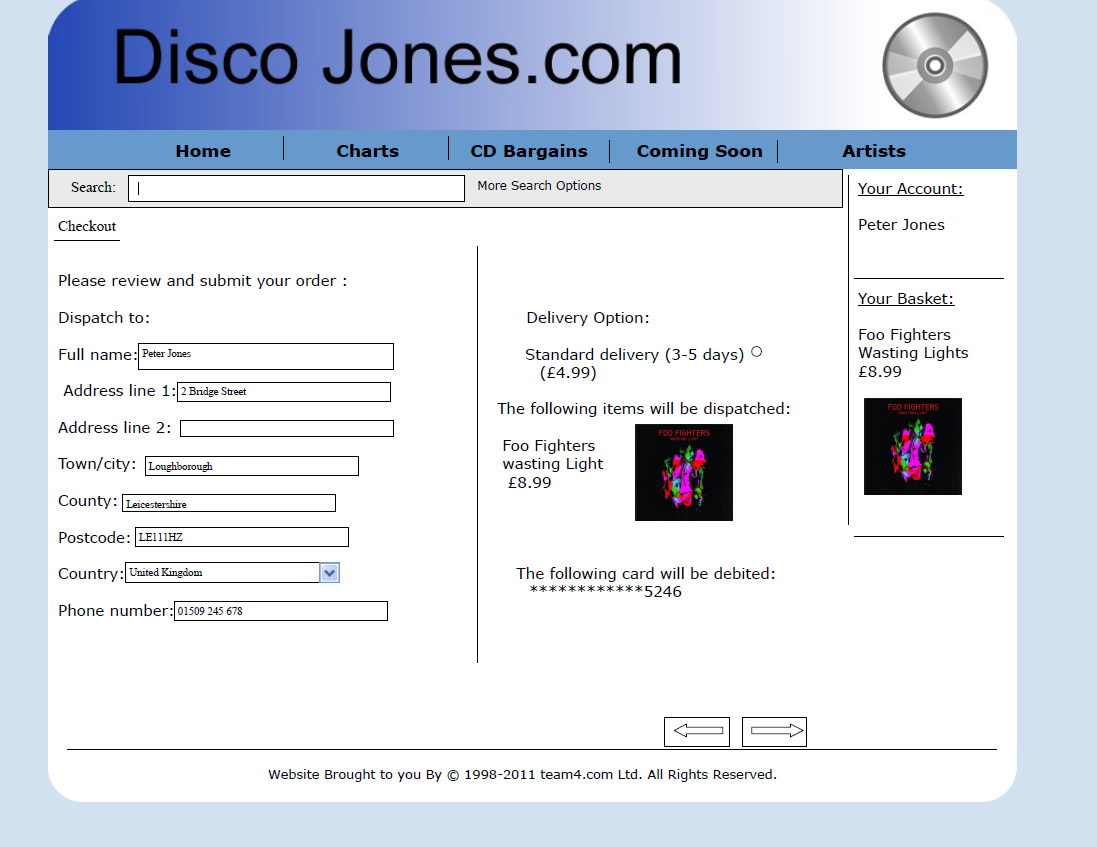 Disco Jones.com
Home
Charts
CD Bargains
Coming Soon
Artists
Search:
More Search Options
Checkout
Please review and submit your order :
Dispatch to:
Full name: Peter Jones
Address line 1: 2 Bridge Street
Address line 2:
Town/city: Loughborough
County: Leicestershire
Postcode: LE111HZ
Country: United Kingdom
Phone number: 01509 245 678
Delivery Option:
Standard delivery (3-5 days)
(£4.99)
The following items will be dispatched:
Foo Fighters
wasting Light
£8.99
FOO FIGHTERS
WASTING LIGHT
The following card will be debited:
************5246
Your Account:
Peter Jones
Your Basket:
Foo Fighters
Wasting Lights
£8.99
FOO FIGHTERS
WASTING LIGHT
Website Brought to you By © 1998-2011 team4.com Ltd. All Rights Reserved.